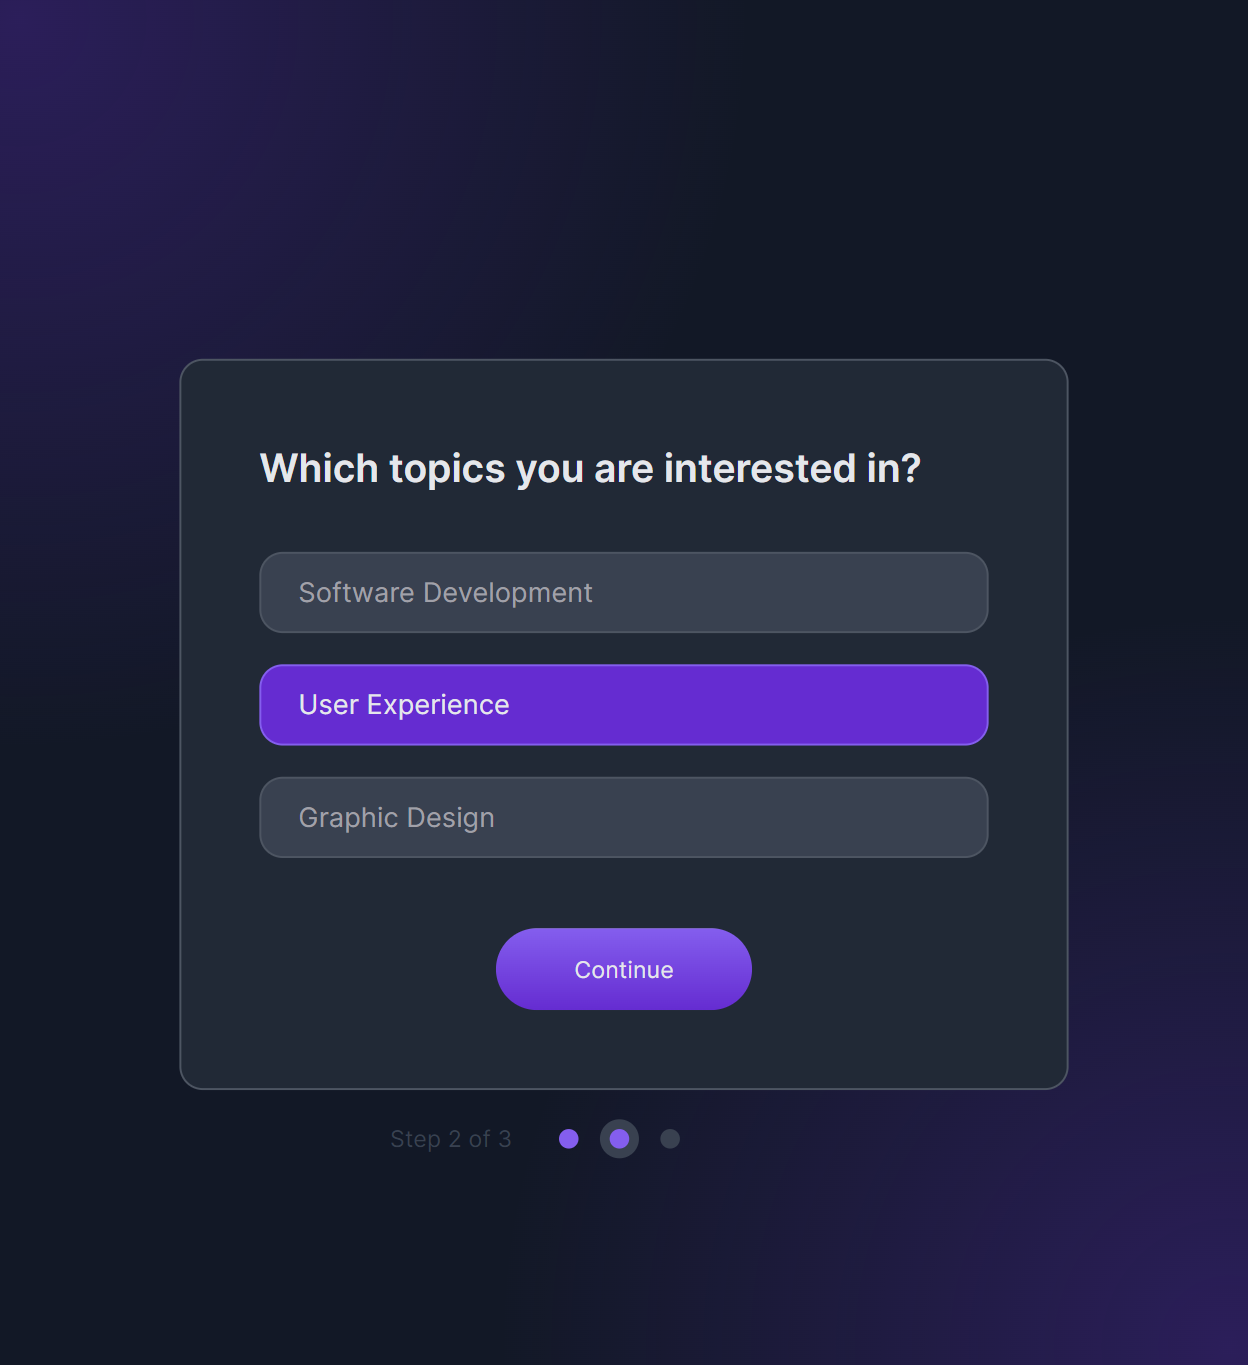 Which topics you are interested in?
Software Development
User Experience
Graphic Design
Continue
Step 2 of 3